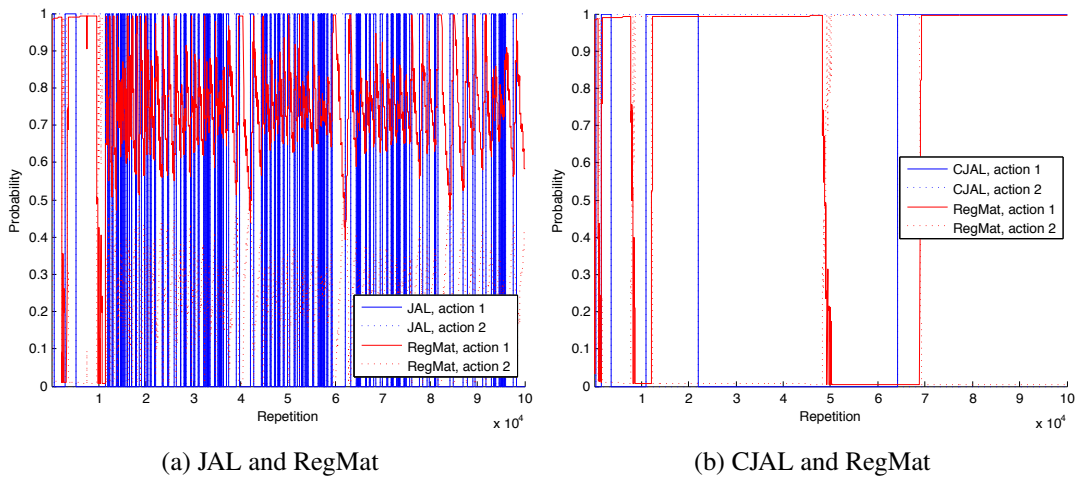 1
0.9
0.8
0.7
0.6
0.5
0.4
0.3
0.2
0.1
0
Probability
JAL, action 1
JAL, action 2
RegMat, action 1
RegMat, action 2
1 2 3 4 5 6 7 8 9 10
Repetition
x 10^4
(a) JAL and RegMat
1
0.9
0.8
0.7
0.6
0.5
0.4
0.3
0.2
0.1
0
Probability
CJAL, action 1
CJAL, action 2
RegMat, action 1
RegMat, action 2
1 2 3 4 5 6 7 8 9 10
Repetition
x 10^4
(b) CJAL and RegMat